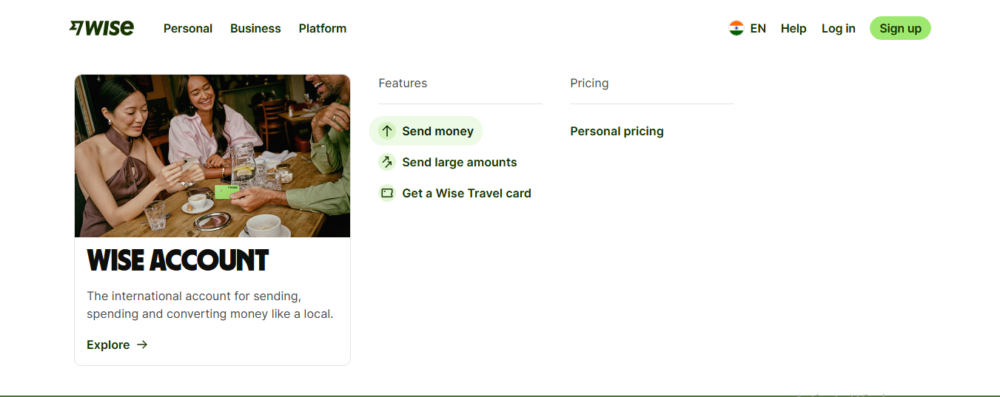 WISE
Personal Business Platform
EN Help Log in Sign up
Features
Send money
Send large amounts
Get a Wise Travel card
Pricing
Personal pricing
WISE ACCOUNT
The international account for sending,
spending and converting money like a local.
Explore